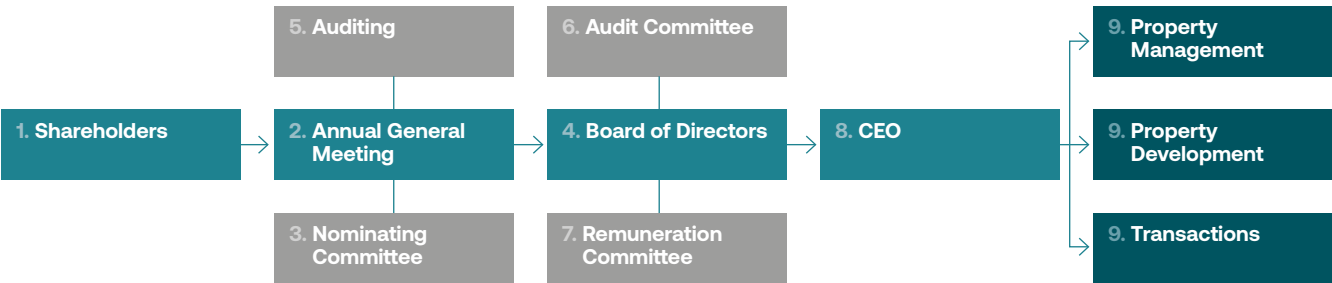 1. Shareholders
2. Annual General
Meeting
3. Nominating
Committee
4. Board of Directors
5. Auditing
6. Audit Committee
7. Remuneration
Committee
8. CEO
9. Property
Management
9. Property
Development
9. Transactions